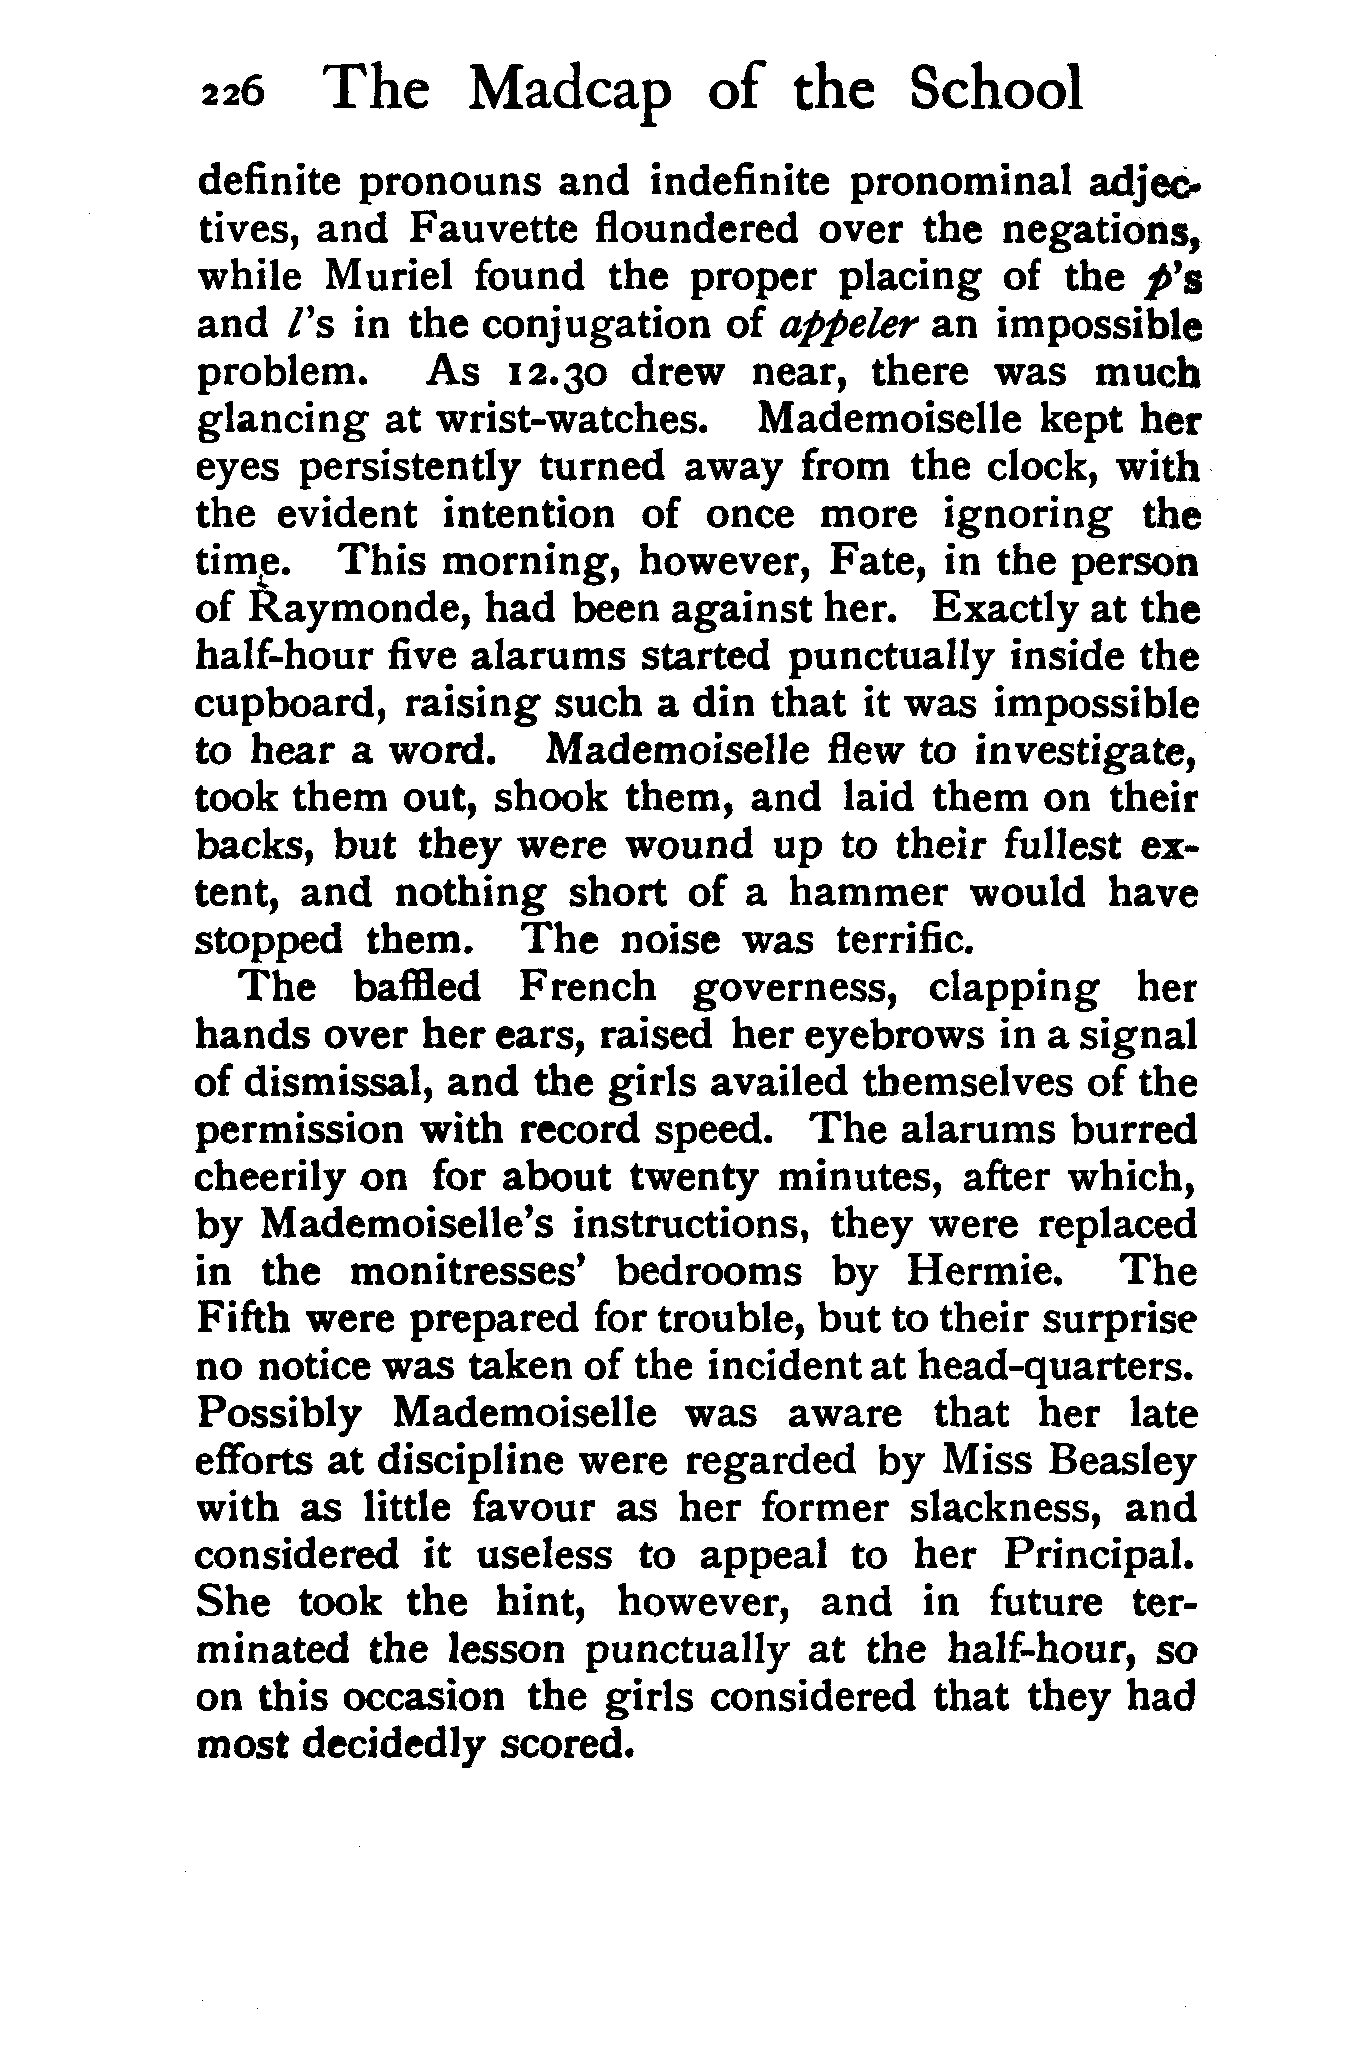 226 The Madcap of the School
definite pronouns and indefinite pronominal adjec-
tives, and Fauvette floundered over the negations,
while Muriel found the proper placing of the p's
and l's in the conjugation of appeler an impossible
problem. As 12.30 drew near, there was much
glancing at wrist-watches. Mademoiselle kept her
eyes persistently turned away from the clock, with
the evident intention of once more ignoring the
time. This morning, however, Fate, in the person
of Raymonde, had been against her. Exactly at the
half-hour five alarums started punctually inside the
cupboard, raising such a din that it was impossible
to hear a word. Mademoiselle flew to investigate,
took them out, shook them, and laid them on their
backs, but they were wound up to their fullest ex-
tent, and nothing short of a hammer would have
stopped them. The noise was terrific.
The baffled French governess, clapping her
hands over her ears, raised her eyebrows in a signal
of dismissal, and the girls availed themselves of the
permission with record speed. The alarums burred
cheerily on for about twenty minutes, after which,
by Mademoiselle's instructions, they were replaced
in the monitresses' bedrooms by Hermie. The
Fifth were prepared for trouble, but to their surprise
no notice was taken of the incident at head-quarters.
Possibly Mademoiselle was aware that her late
efforts at discipline were regarded by Miss Beasley
with as little favour as her former slackness, and
considered it useless to appeal to her Principal.
She took the hint, however, and in future ter-
minated the lesson punctually at the half-hour, so
on this occasion the girls considered that they had
most decidedly scored.